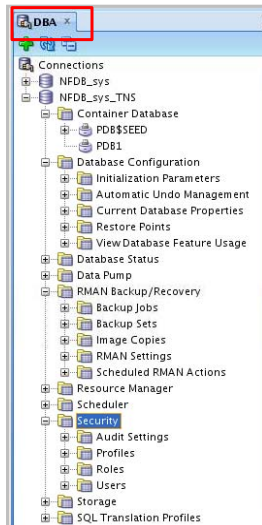 DBA
Connections
NFDB_sys
NFDB_sys_TNS
Container Database
PDB$SEED
PDB1
Database Configuration
Initialization Parameters
Automatic Undo Management
Current Database Properties
Restore Points
View Database Feature Usage
Database Status
Data Pump
RMAN Backup/Recovery
Backup Jobs
Backup Sets
Image Copies
RMAN Settings
Scheduled RMAN Actions
Resource Manager
Scheduler
Security
Audit Settings
Profiles
Roles
Users
Storage
SQL Translation Profiles